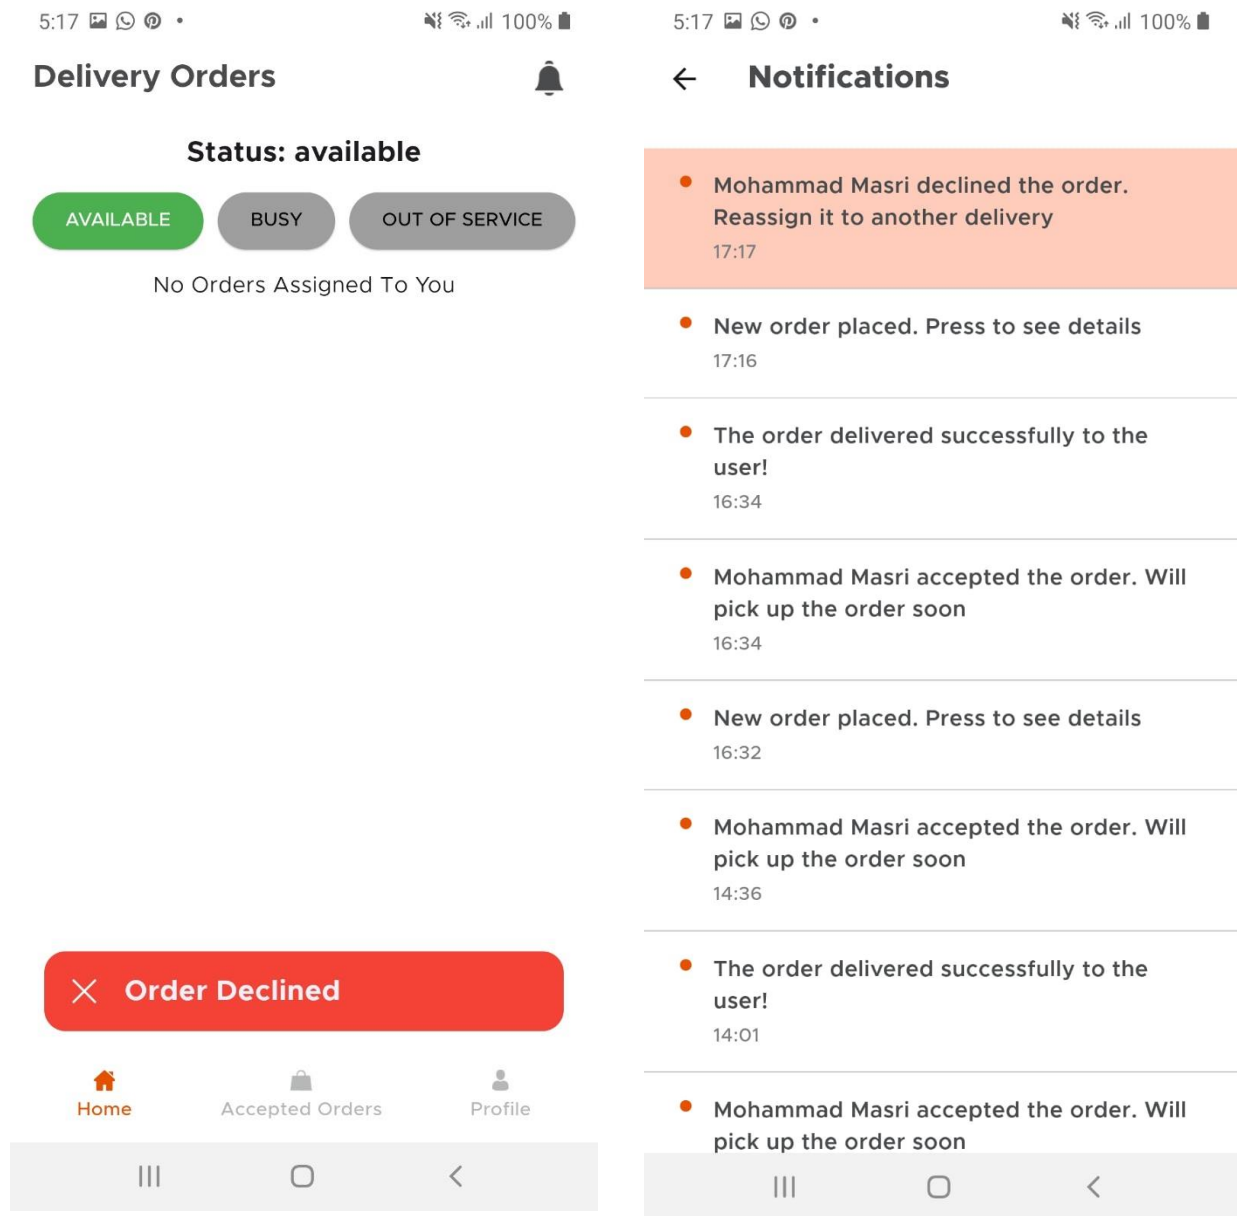 5:17
100%
Delivery Orders
Status: available
AVAILABLE
BUSY
OUT OF SERVICE
No Orders Assigned To You
Order Declined
Home
Accepted Orders
Profile
5:17
100%
Notifications
Mohammad Masri declined the order.
Reassign it to another delivery
17:17
New order placed. Press to see details
17:16
The order delivered successfully to the
user!
16:34
Mohammad Masri accepted the order. Will
pick up the order soon
16:34
New order placed. Press to see details
16:32
Mohammad Masri accepted the order. Will
pick up the order soon
14:36
The order delivered successfully to the
user!
14:01
Mohammad Masri accepted the order. Will
pick up the order soon